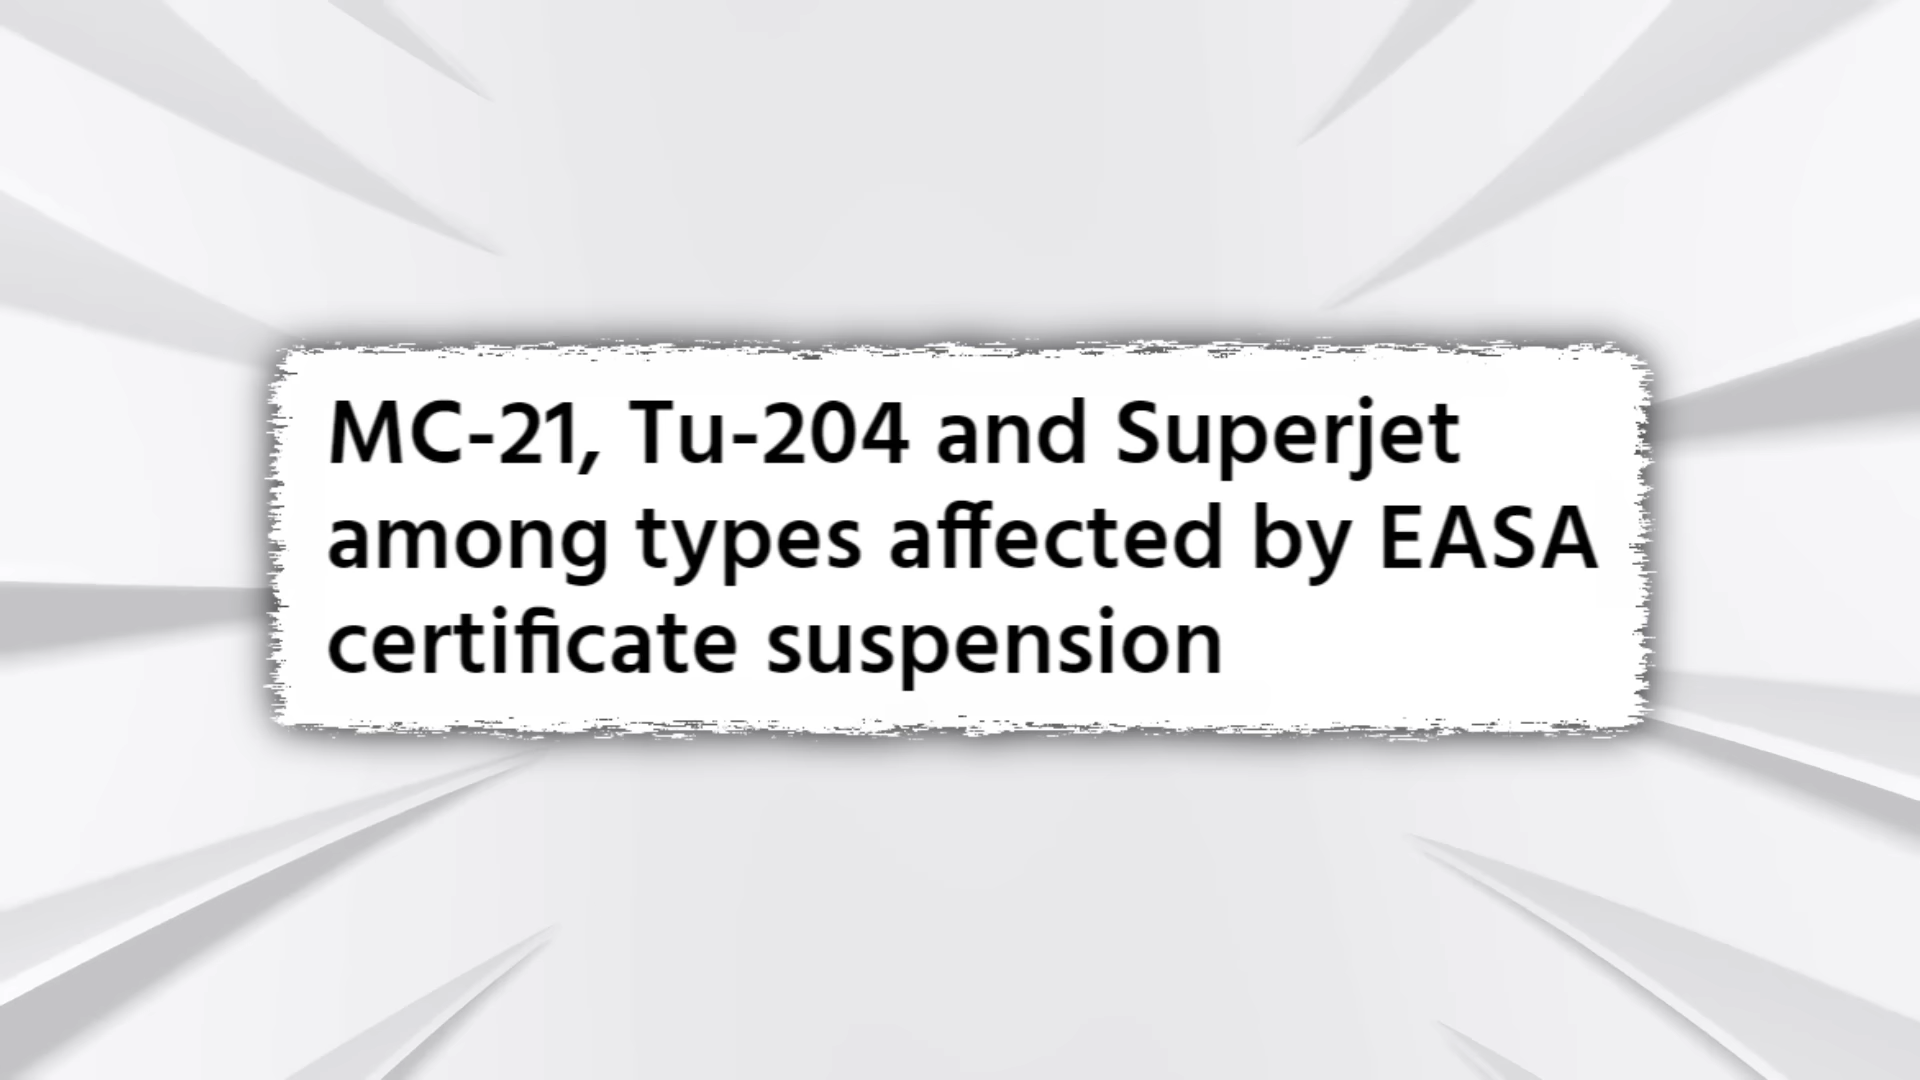 MC-21, Tu-204 and Superjet
among types affected by EASA
certificate suspension